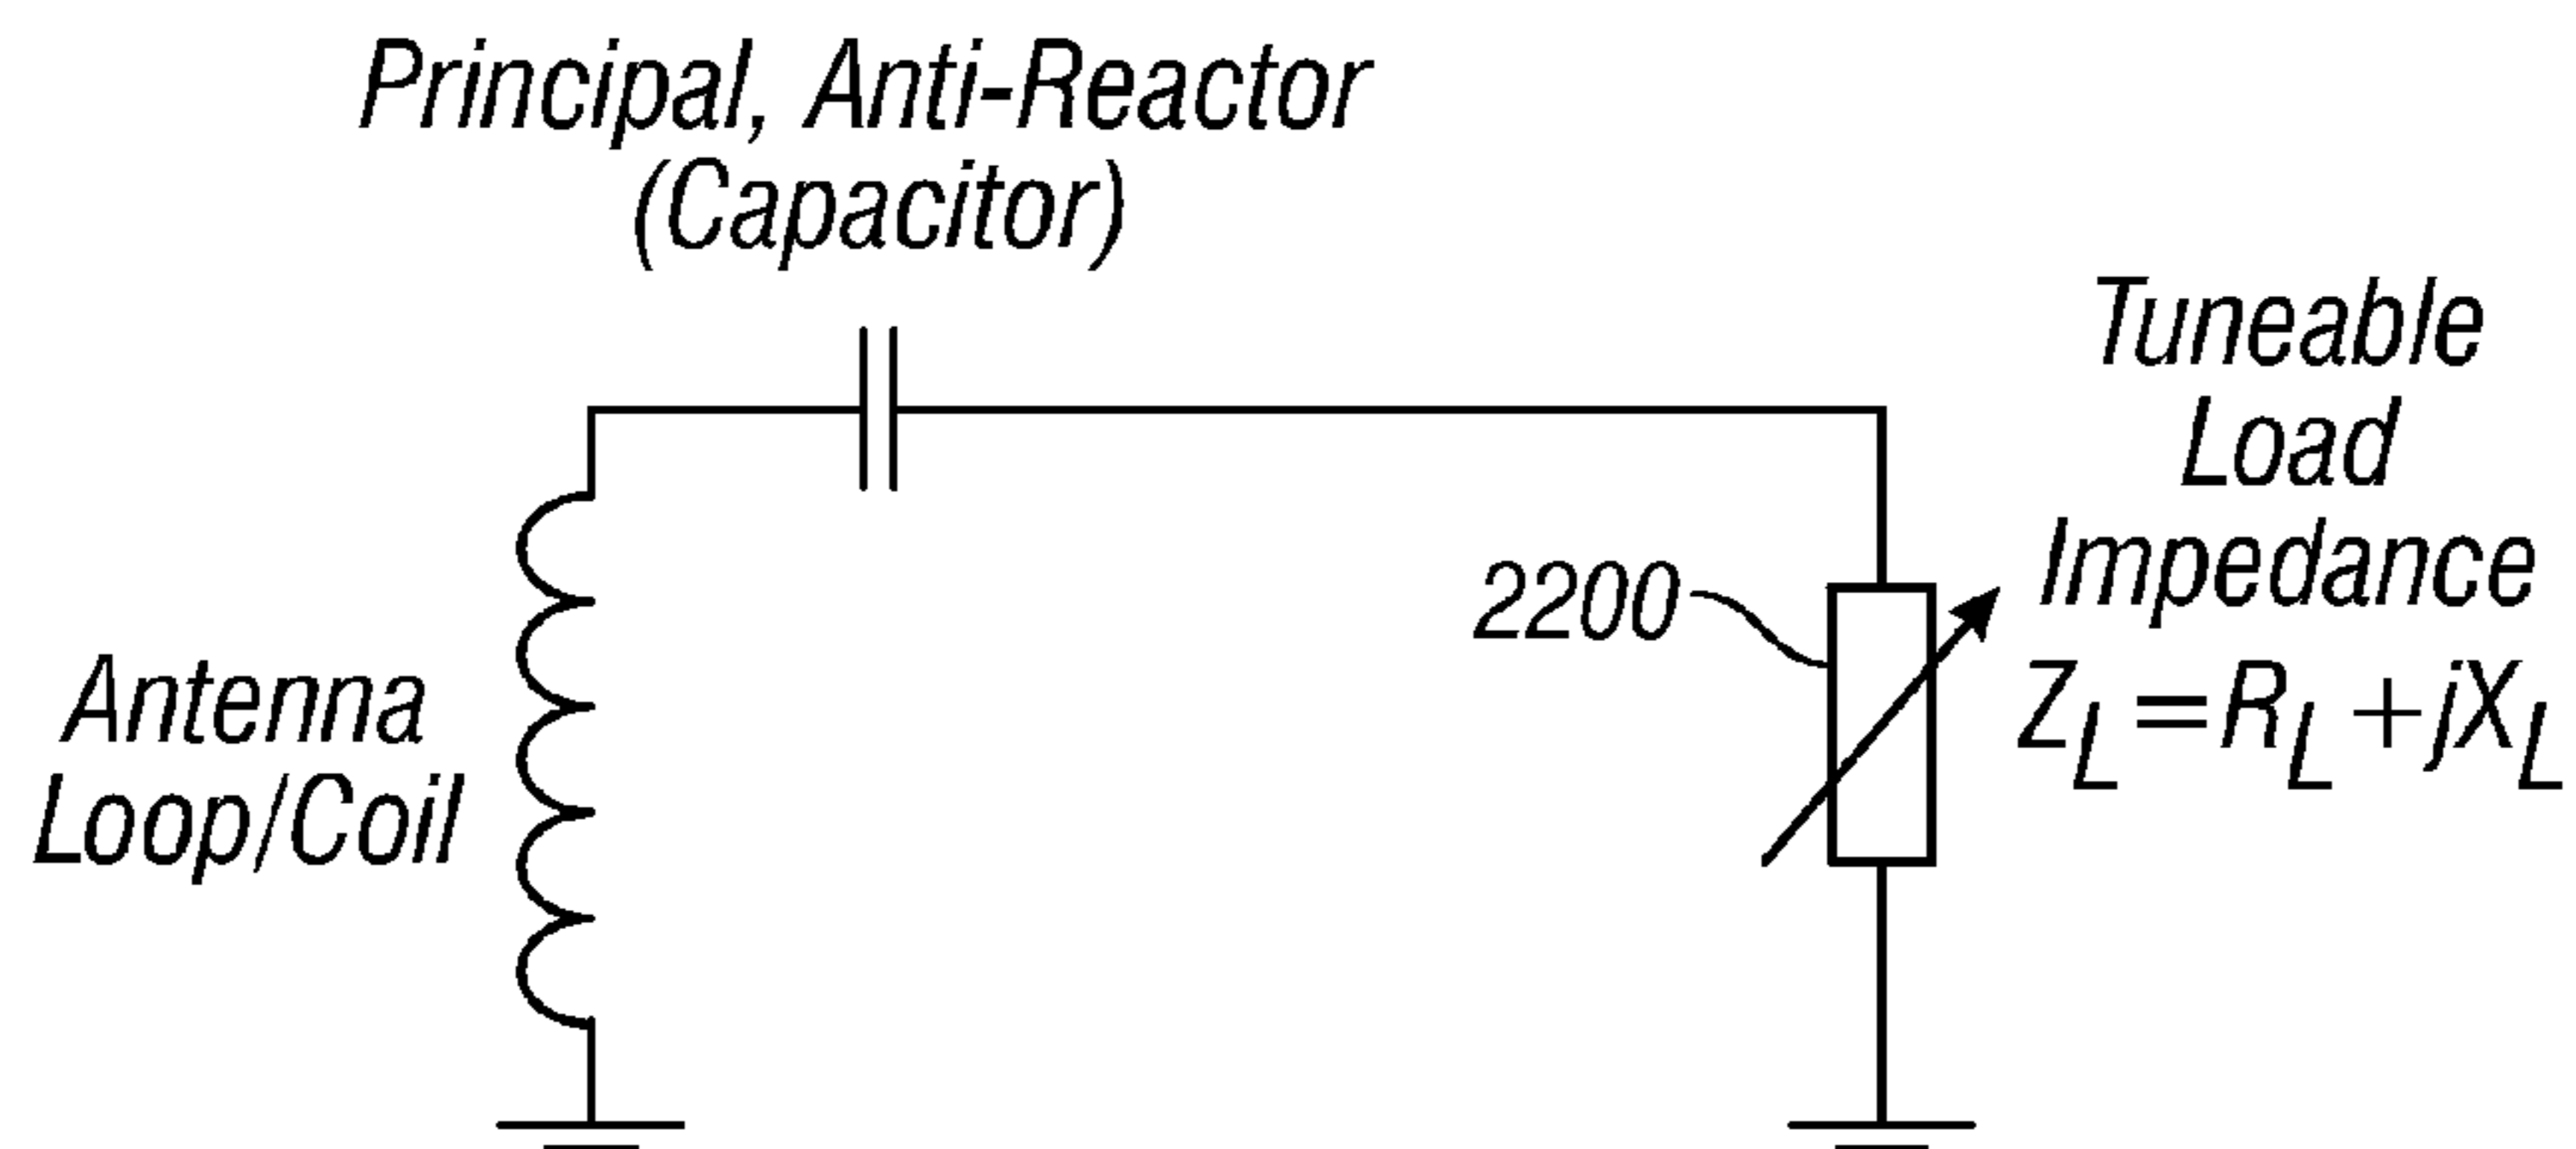 Principal, Anti-Reactor
(Capacitor)
Tuneable
Load
Impedance
Z_L=R_L+jX_L
2200
Antenna
Loop/Coil